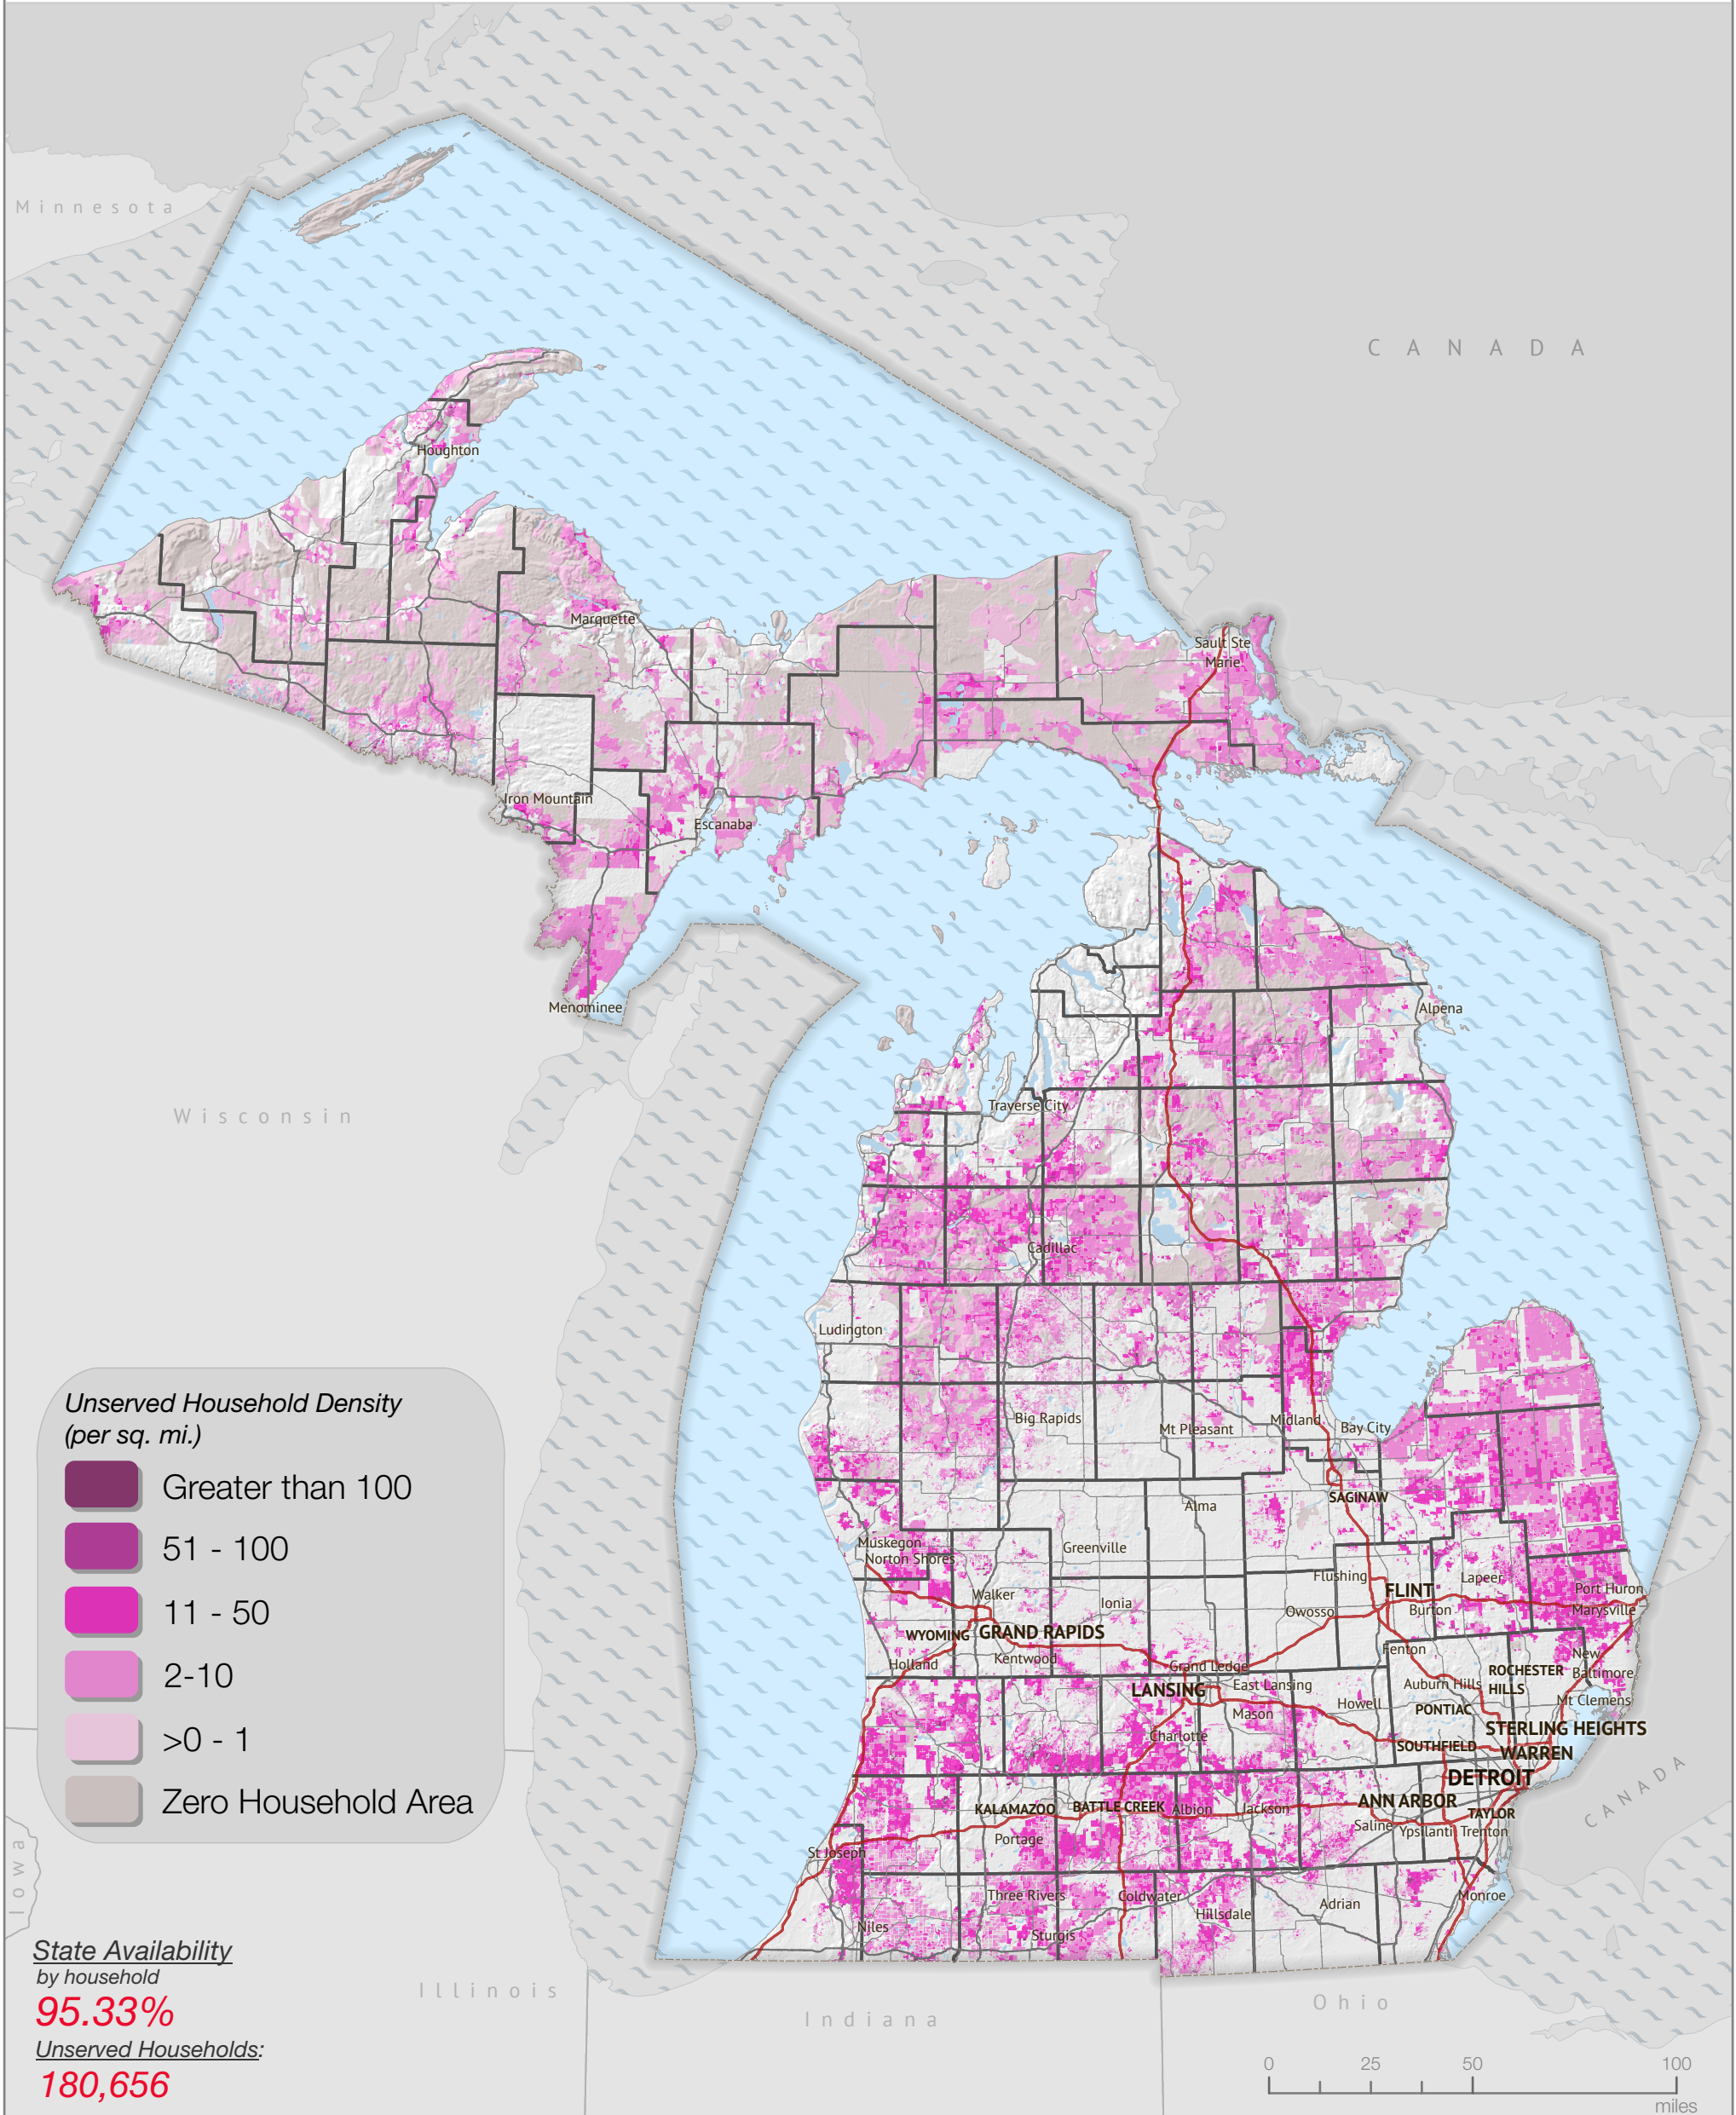 Minnesota
CANADA
Houghton
Marquette
Sault Ste
Marie
Iron Mountain
Escanaba
Menominee
Alpena
Wisconsin
Traverse City
Cadillac
Ludington
Big Rapids
Mt Pleasant
Midland
Bay City
SAGINAW
Alma
Muskegon
Norton Shores
Greenville
Flushing
FLINT
Lapeer
Port Huron
Walker
Ionia
Owosso
Burton
Marysville
WYOMING
GRAND RAPIDS
Kentwood
Holland
Fenton
New
Baltimore
Grand Ledge
LANSING
East Lansing
Auburn Hills
ROCHESTER
HILLS
Mason
Howell
PONTIAC
Mt Clemens
Charlotte
SOUTHFIELD
STERLING HEIGHTS
WARREN
DETROIT
KALAMAZOO
BATTLE CREEK
Albion
Jackson
ANN ARBOR
TAYLOR
Portage
Saline
Ypsilanti
Trenton
CANADA
St Joseph
Three Rivers
Coldwater
Hillsdale
Adrian
Monroe
Niles
Sturgis
Unserved Household Density
(per sq. mi.)
Greater than 100
51 - 100
11 - 50
2-10
>0 - 1
Zero Household Area
Iowa
State Availability
by household
95.33%
Unserved Households:
180,656
Illinois
Indiana
Ohio
0 25 50 100
miles